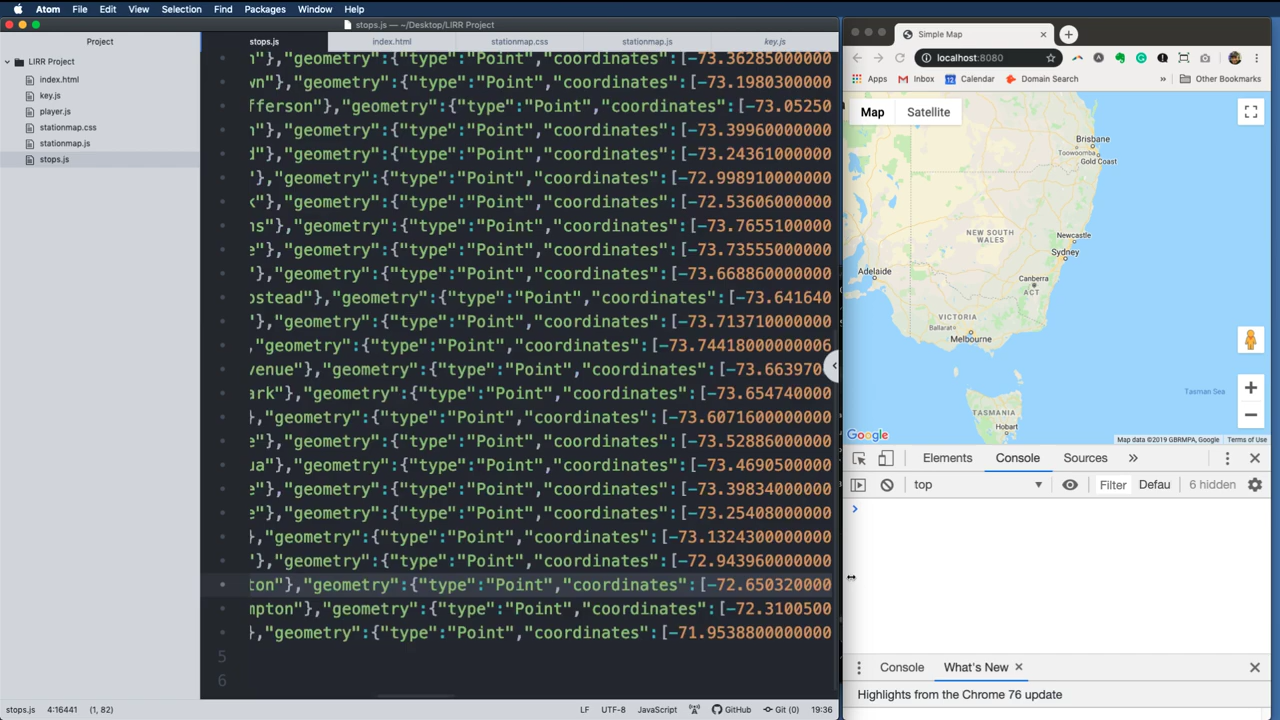 Atom File Edit View Selection Find Packages Window Help
stops.js — ~/Desktop/LIRR Project
Project
LIRR Project
index.html
key.js
player.js
stationmap.css
stationmap.js
stops.js
stops.js index.html stationmap.css stationmap.js key.js
n"},"geometry":{"type":"Point","coordinates":[-73.36285000000
vn"},"geometry":{"type":"Point","coordinates":[-73.1980300000
fferson"},"geometry":{"type":"Point","coordinates":[-73.05250
n"},"geometry":{"type":"Point","coordinates":[-73.39960000000
d"},"geometry":{"type":"Point","coordinates":[-73.24361000000
"},"geometry":{"type":"Point","coordinates":[-72.998910000000
k"},"geometry":{"type":"Point","coordinates":[-72.53606000000
ns"},"geometry":{"type":"Point","coordinates":[-73.7655100000
e"},"geometry":{"type":"Point","coordinates":[-73.73555000000
"},"geometry":{"type":"Point","coordinates":[-73.668860000000
ostead"},"geometry":{"type":"Point","coordinates":[-73.641640
"},"geometry":{"type":"Point","coordinates":[-73.713710000000
,"geometry":{"type":"Point","coordinates":[-73.74418000000006
venue"},"geometry":{"type":"Point","coordinates":[-73.663970
ark"},"geometry":{"type":"Point","coordinates":[-73.654740000
},"geometry":{"type":"Point","coordinates":[-73.6071600000000
e"},"geometry":{"type":"Point","coordinates":[-73.52886000000
ua"},"geometry":{"type":"Point","coordinates":[-73.4690500000
e"},"geometry":{"type":"Point","coordinates":[-73.39834000000
e"},"geometry":{"type":"Point","coordinates":[-73.25408000000
},"geometry":{"type":"Point","coordinates":[-73.1324300000000
"},"geometry":{"type":"Point","coordinates":[-72.943960000000
ton"},"geometry":{"type":"Point","coordinates":[-72.650320000
mpton"},"geometry":{"type":"Point","coordinates":[-72.3100500
},"geometry":{"type":"Point","coordinates":[-71.9538800000000
5
6
stops.js 4:16441 (1, 82) LF UTF-8 JavaScript GitHub Git (0) 19:36
Simple Map
localhost:8080
Apps Inbox Calendar Domain Search » Other Bookmarks
Map Satellite
Brisbane
Toowoomba
Gold Coast
NEW SOUTH
WALES
Newcastle
Sydney
Adelaide
Canberra
ACT
VICTORIA
Ballarat
Melbourne
Tasman Sea
TASMANIA
Hobart
Google Map data ©2019 GBRMPA, Google Terms of Use
Elements Console Sources »
top Filter Defau 6 hidden
>
Console What's New
Highlights from the Chrome 76 update